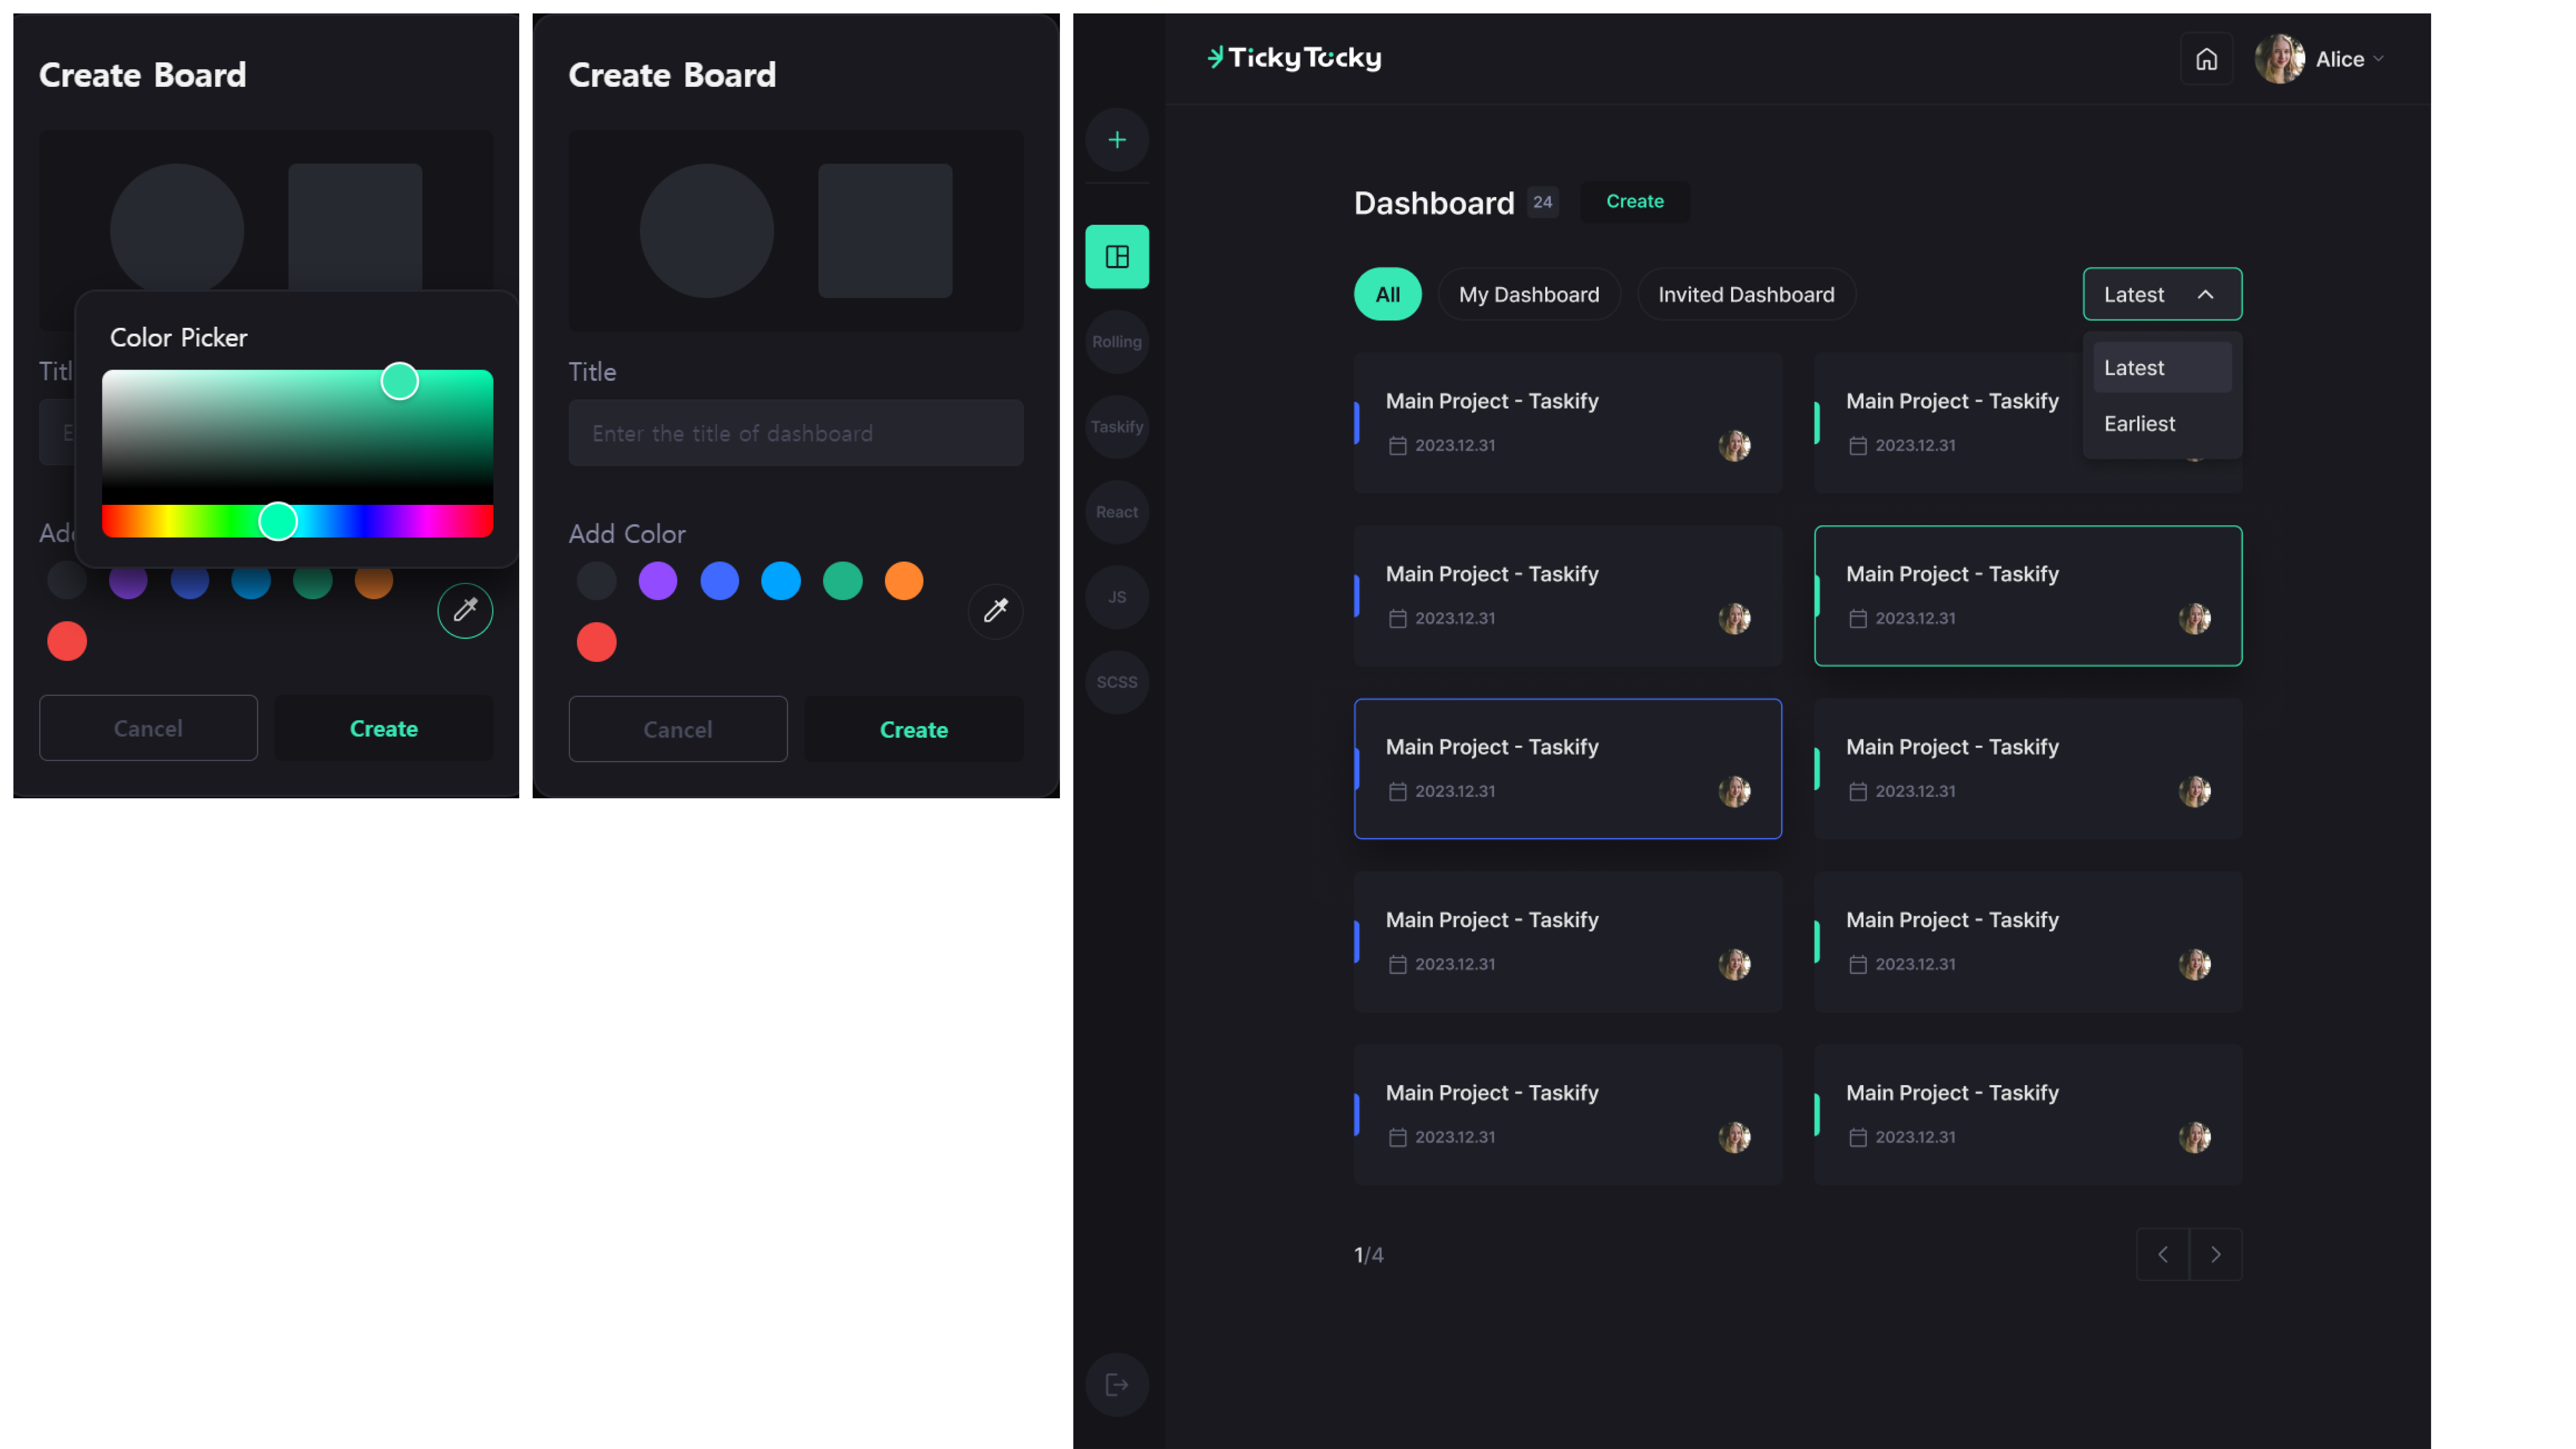 Create Board
Color Picker
Titl
E
Add
Cancel
Create
Create Board
Title
Enter the title of dashboard
Add Color
Cancel
Create
TickyTocky
Alice
Rolling
Taskify
React
JS
SCSS
Dashboard 24 Create
All My Dashboard Invited Dashboard Latest
Latest
Earliest
Main Project - Taskify
2023.12.31
Main Project - Taskify
2023.12.31
Main Project - Taskify
2023.12.31
Main Project - Taskify
2023.12.31
Main Project - Taskify
2023.12.31
Main Project - Taskify
2023.12.31
Main Project - Taskify
2023.12.31
Main Project - Taskify
2023.12.31
Main Project - Taskify
2023.12.31
Main Project - Taskify
2023.12.31
1/4